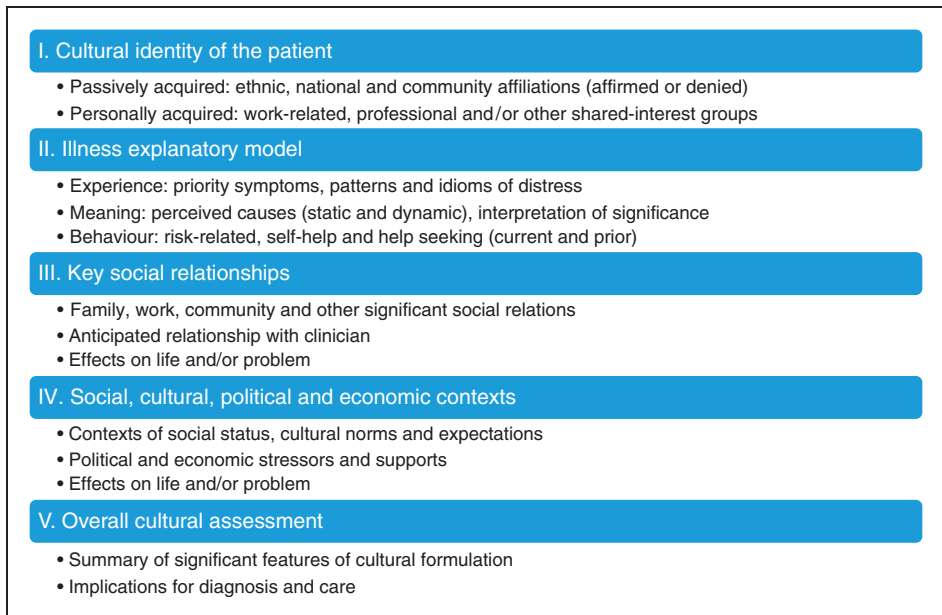 I. Cultural identity of the patient
• Passively acquired: ethnic, national and community affiliations (affirmed or denied)
• Personally acquired: work-related, professional and/or other shared-interest groups
II. Illness explanatory model
• Experience: priority symptoms, patterns and idioms of distress
• Meaning: perceived causes (static and dynamic), interpretation of significance
• Behaviour: risk-related, self-help and help seeking (current and prior)
III. Key social relationships
• Family, work, community and other significant social relations
• Anticipated relationship with clinician
• Effects on life and/or problem
IV. Social, cultural, political and economic contexts
• Contexts of social status, cultural norms and expectations
• Political and economic stressors and supports
• Effects on life and/or problem
V. Overall cultural assessment
• Summary of significant features of cultural formulation
• Implications for diagnosis and care